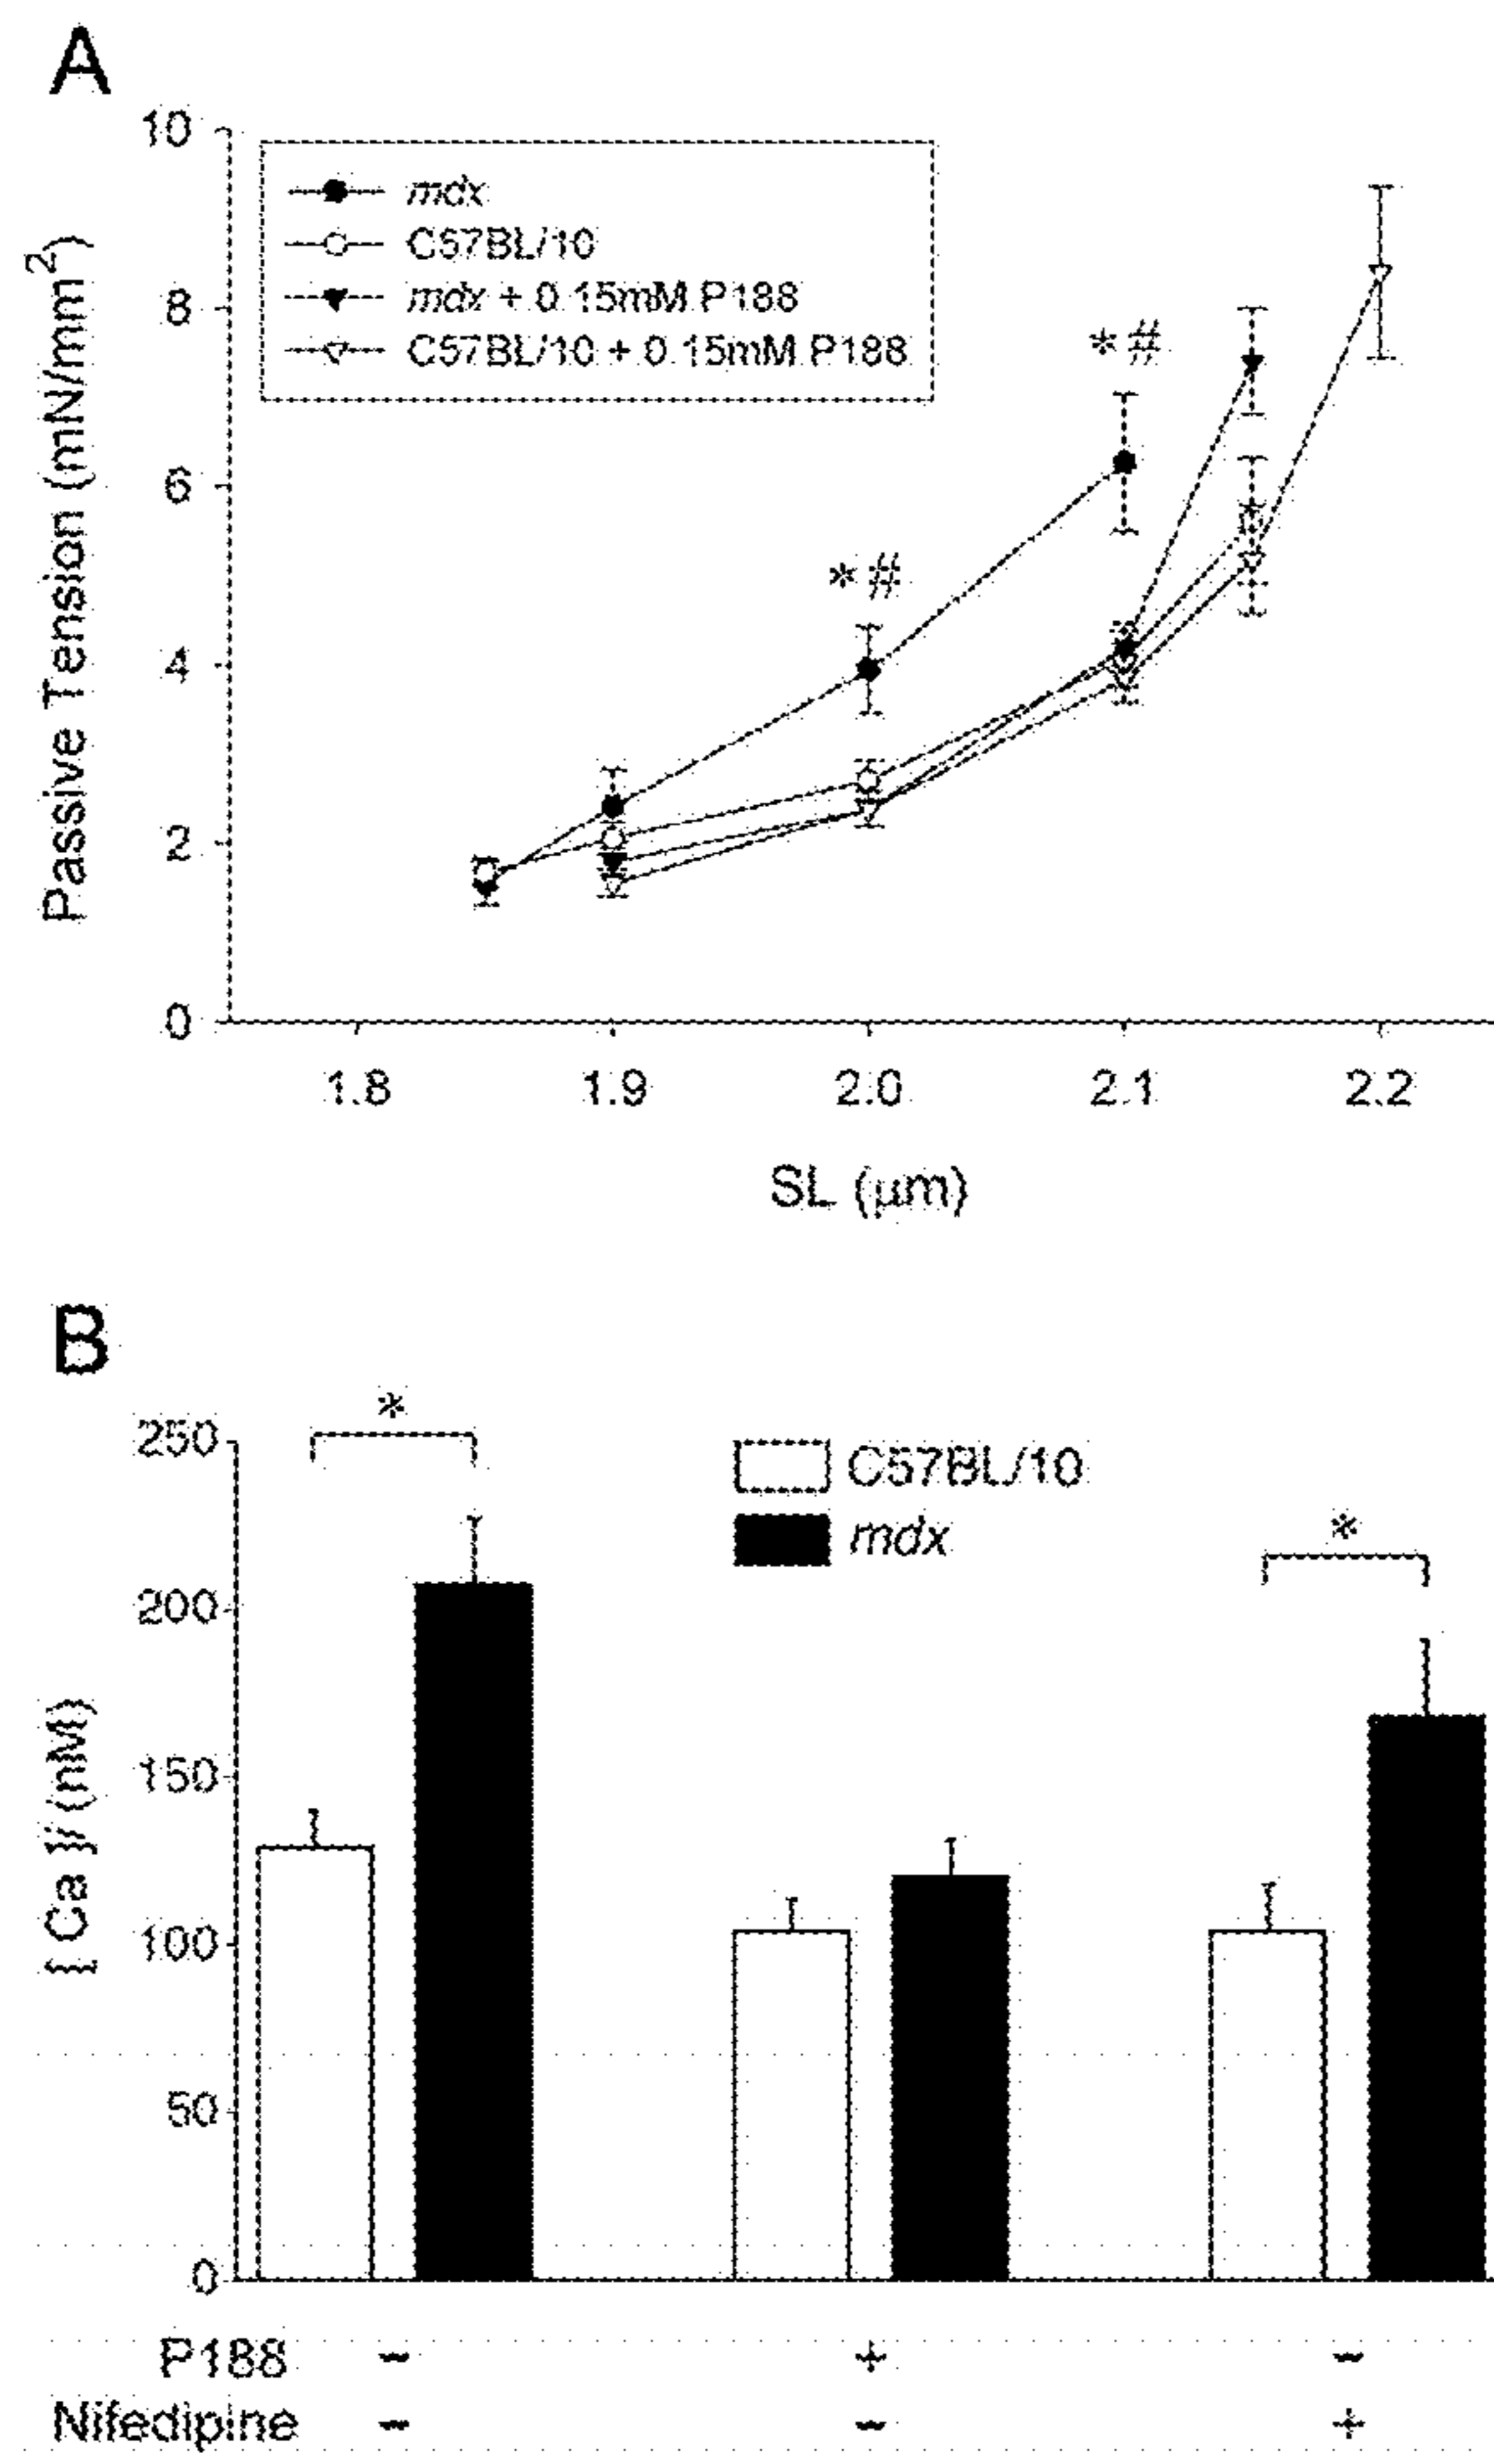 A
10
8
6
4
2
0
Passive Tension (mN/mm²)
mdx
C57BL/10
mdx + 0.15mM P188
C57BL/10 + 0.15mM P188
*#
*#
1.8 1.9 2.0 2.1 2.2
SL (µm)
B
250
200
150
100
50
0
[Ca]i (nM)
*
C57BL/10
mdx
*
P188 - + -
Nifedipine - - +